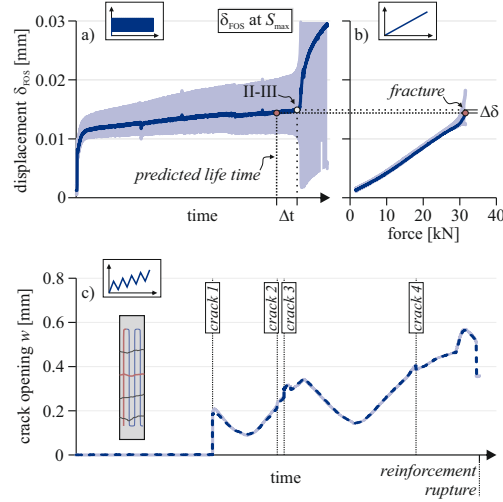 a)
δFOS at Smax
b)
displacement δFOS [mm]
0.03
0.02
0.01
0
II-III
predicted life time
fracture
Δδ
time
Δt
0
10
20
30
40
force [kN]
c)
crack opening w [mm]
0.8
0.6
0.4
0.2
0
crack 1
crack 2
crack 3
crack 4
time
reinforcement
rupture